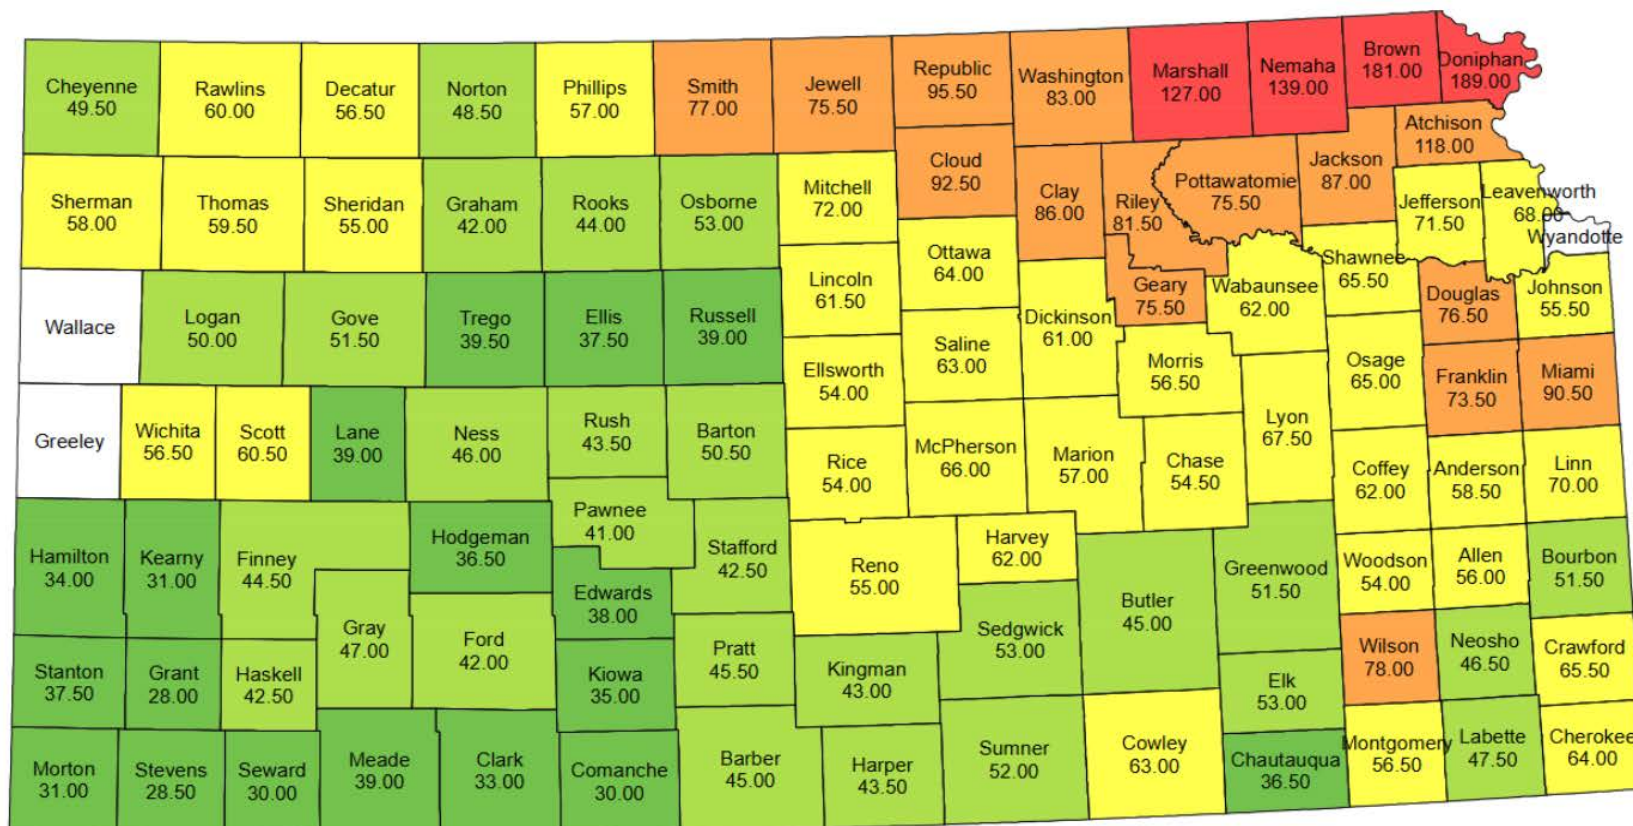 Cheyenne
49.50
Rawlins
60.00
Decatur
56.50
Norton
48.50
Phillips
57.00
Smith
77.00
Jewell
75.50
Republic
95.50
Washington
83.00
Marshall
127.00
Nemaha
139.00
Brown
181.00
Doniphan
189.00
Atchison
118.00
Sherman
58.00
Thomas
59.50
Sheridan
55.00
Graham
42.00
Rooks
44.00
Osborne
53.00
Mitchell
72.00
Cloud
92.50
Clay
86.00
Riley
81.50
Pottawatomie
75.50
Jackson
87.00
Jefferson
71.50
Leavenworth
68.00
Wyandotte
Wallace
Logan
50.00
Gove
51.50
Trego
39.50
Ellis
37.50
Russell
39.00
Lincoln
61.50
Ottawa
64.00
Saline
63.00
Dickinson
61.00
Geary
75.50
Wabaunsee
62.00
Shawnee
65.50
Douglas
76.50
Johnson
55.50
Ellsworth
54.00
Morris
56.50
Osage
65.00
Franklin
73.50
Miami
90.50
Greeley
Wichita
56.50
Scott
60.50
Lane
39.00
Ness
46.00
Rush
43.50
Barton
50.50
Rice
54.00
McPherson
66.00
Marion
57.00
Chase
54.50
Lyon
67.50
Coffey
62.00
Anderson
58.50
Linn
70.00
Hamilton
34.00
Kearny
31.00
Finney
44.50
Hodgeman
36.50
Pawnee
41.00
Stafford
42.50
Reno
55.00
Harvey
62.00
Butler
45.00
Greenwood
51.50
Woodson
54.00
Allen
56.00
Bourbon
51.50
Edwards
38.00
Gray
47.00
Ford
42.00
Stanton
37.50
Grant
28.00
Haskell
42.50
Kiowa
35.00
Pratt
45.50
Kingman
43.00
Sedgwick
53.00
Elk
53.00
Wilson
78.00
Neosho
46.50
Crawford
65.50
Morton
31.00
Stevens
28.50
Seward
30.00
Meade
39.00
Clark
33.00
Comanche
30.00
Barber
45.00
Harper
43.50
Sumner
52.00
Cowley
63.00
Chautauqua
36.50
Montgomery
56.50
Labette
47.50
Cherokee
64.00